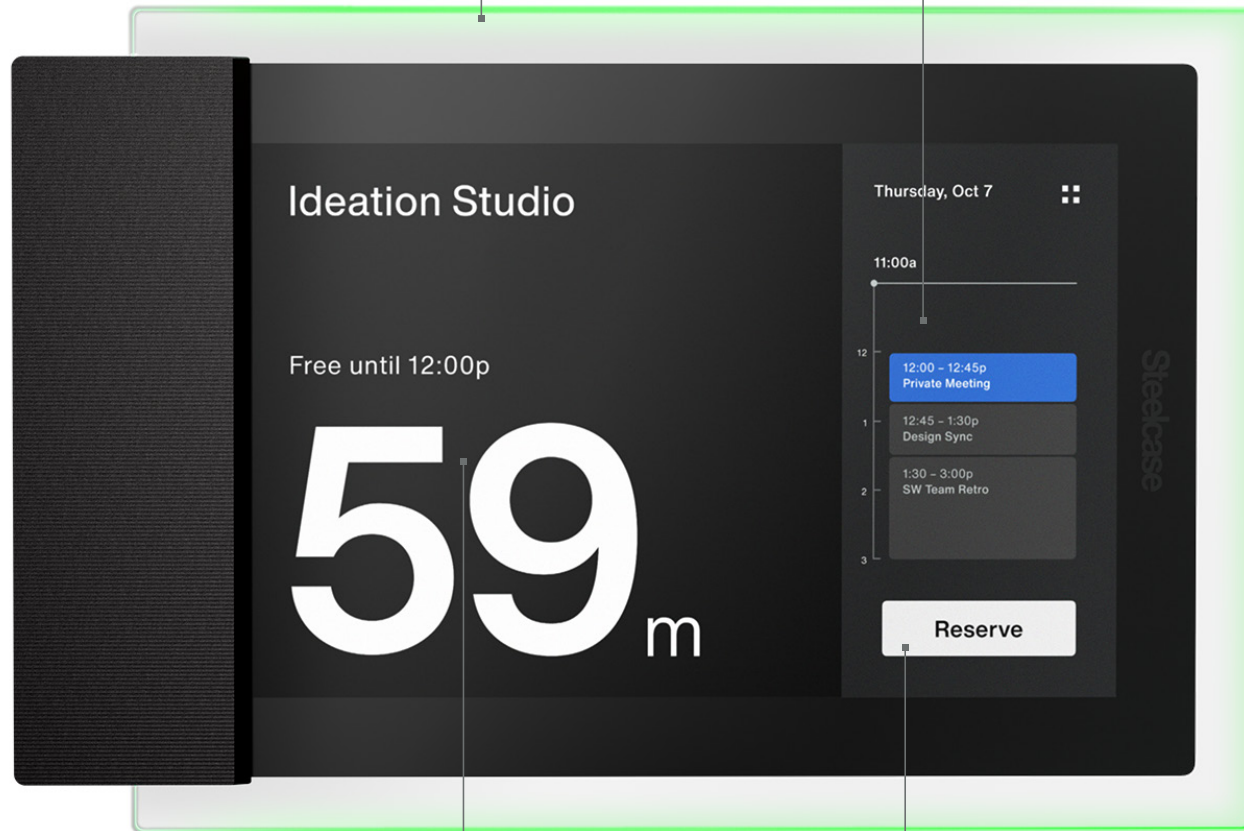 Ideation Studio
Free until 12:00p
59m
Thursday, Oct 7
11:00a
12
12:00 – 12:45p
Private Meeting
1
12:45 – 1:30p
Design Sync
1:30 – 3:00p
2
SW Team Retro
3
Reserve
Steelcase